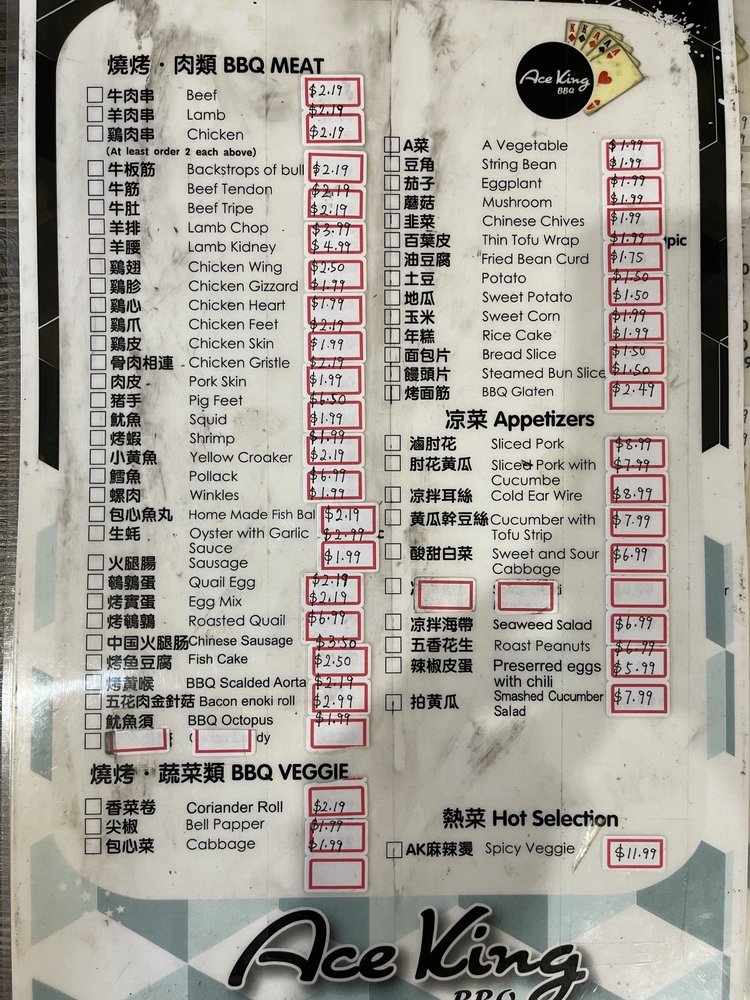 燒烤·肉類 BBQ MEAT
牛肉串 Beef $2.19
羊肉串 Lamb $2.19
鷄肉串 Chicken $2.19
(At least order 2 each above)
牛板筋 Backstrops of bull $2.19
牛筋 Beef Tendon $2.19
牛肚 Beef Tripe $2.19
羊排 Lamb Chop $3.99
羊腰 Lamb Kidney $4.99
鷄翅 Chicken Wing $2.50
鷄胗 Chicken Gizzard $1.99
鷄心 Chicken Heart $1.99
鷄爪 Chicken Feet $2.19
鷄皮 Chicken Skin $1.99
骨肉相連 Chicken Gristle $2.19
肉皮 Pork Skin $1.99
猪手 Pig Feet $6.50
魷魚 Squid $1.99
烤蝦 Shrimp $1.99
小黄魚 Yellow Croaker $2.19
鱈魚 Pollack $6.99
螺肉 Winkles $1.99
包心魚丸 Home Made Fish Bal $2.19
生蚝 Oyster with Garlic $2.99
Sauce
火腿腸 Sausage $1.99
鵪鶉蛋 Quail Egg $2.19
烤實蛋 Egg Mix $2.19
烤鵪鶉 Roasted Quail $6.99
中国火腿肠 Chinese Sausage $3.50
烤魚豆腐 Fish Cake $2.50
烤黃喉 BBQ Scalded Aorta $2.19
五花肉金針菇 Bacon enoki roll $2.99
魷魚須 BBQ Octopus $1.99
dy
燒烤·蔬菜類 BBQ VEGGIE
香菜卷 Coriander Roll $2.19
尖椒 Bell Papper $1.99
包心菜 Cabbage $1.99
Ace King
BBQ
A菜 A Vegetable $1.99
豆角 String Bean $1.99
茄子 Eggplant $1.99
蘑菇 Mushroom $1.99
韭菜 Chinese Chives $1.99
百葉皮 Thin Tofu Wrap $1.99 pic
油豆腐 Fried Bean Curd $1.75
土豆 Potato $1.50
地瓜 Sweet Potato $1.50
玉米 Sweet Corn $1.99
年糕 Rice Cake $1.99
面包片 Bread Slice $1.50
饅頭片 Steamed Bun Slice $1.50
烤面筋 BBQ Glaten $2.49
凉菜 Appetizers
滷肘花 Sliced Pork $8.99
肘花黄瓜 Sliced Pork with $7.99
Cucumbe
凉拌耳絲 Cold Ear Wire $8.99
黄瓜幹豆絲 Cucumber with $7.99
Tofu Strip
酸甜白菜 Sweet and Sour $6.99
Cabbage
凉拌海帶 Seaweed Salad $6.99
五香花生 Roast Peanuts $6.99
辣椒皮蛋 Preserred eggs $5.99
with chili
拍黄瓜 Smashed Cucumber $7.99
Salad
熱菜 Hot Selection
AK麻辣燙 Spicy Veggie $11.99
Ace King
BBQ